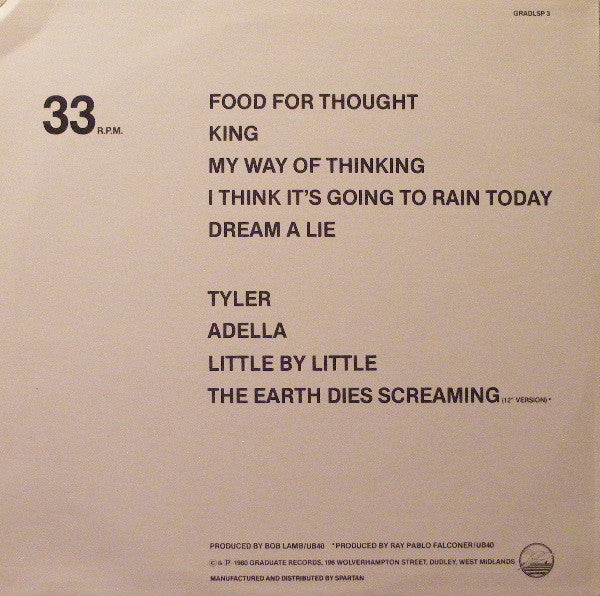 GRADLSP 3
33 R.P.M.
FOOD FOR THOUGHT
KING
MY WAY OF THINKING
I THINK IT'S GOING TO RAIN TODAY
DREAM A LIE
TYLER
ADELLA
LITTLE BY LITTLE
THE EARTH DIES SCREAMING (12" VERSION) *
PRODUCED BY BOB LAMB/UB40 *PRODUCED BY RAY PABLO FALCONER/UB40
© & ℗ 1980 GRADUATE RECORDS, 196 WOLVERHAMPTON STREET, DUDLEY, WEST MIDLANDS
MANUFACTURED AND DISTRIBUTED BY SPARTAN